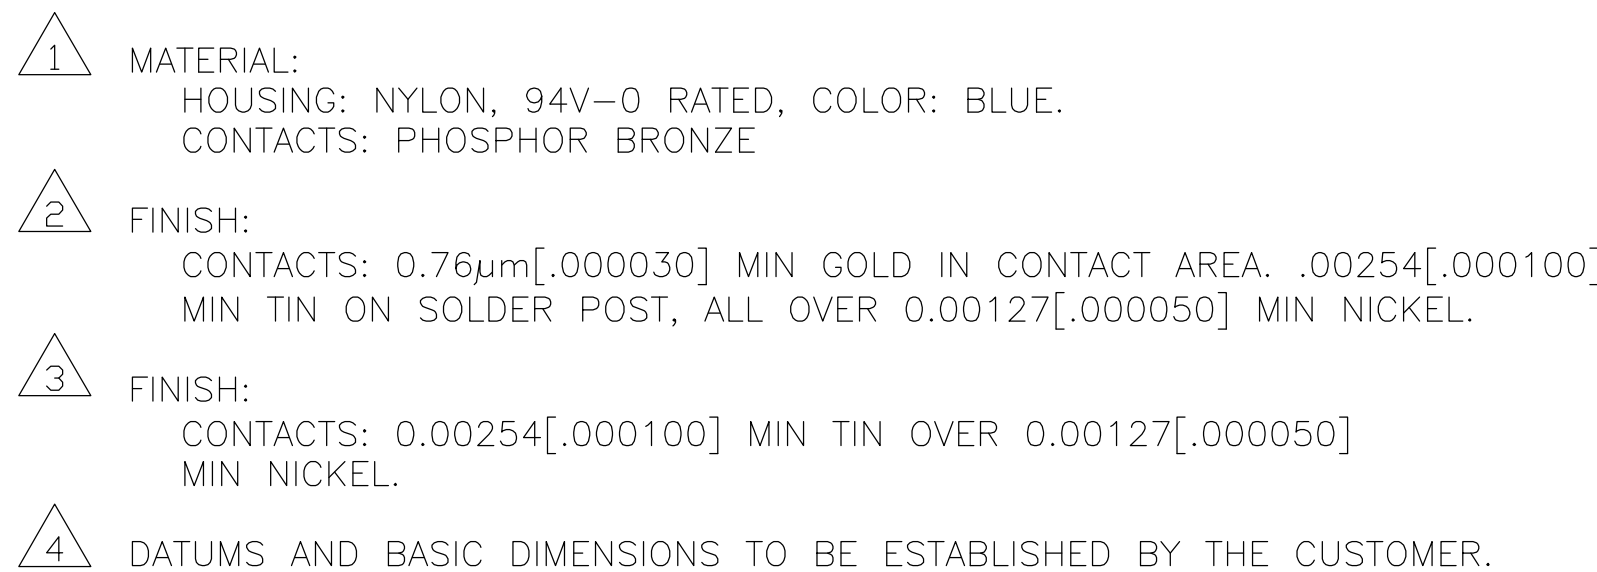 1 MATERIAL:
HOUSING: NYLON, 94V-0 RATED, COLOR: BLUE.
CONTACTS: PHOSPHOR BRONZE
2 FINISH:
CONTACTS: 0.76µm[.000030] MIN GOLD IN CONTACT AREA. .00254[.000100]
MIN TIN ON SOLDER POST, ALL OVER 0.00127[.000050] MIN NICKEL.
3 FINISH:
CONTACTS: 0.00254[.000100] MIN TIN OVER 0.00127[.000050]
MIN NICKEL.
4 DATUMS AND BASIC DIMENSIONS TO BE ESTABLISHED BY THE CUSTOMER.